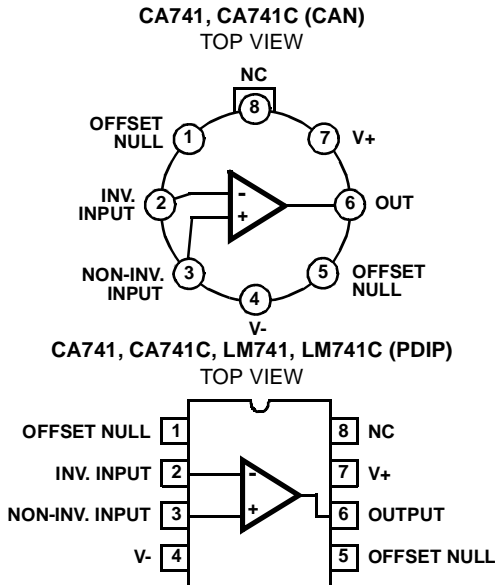 CA741, CA741C (CAN)
TOP VIEW
NC
8
OFFSET
NULL
1
7
V+
INV.
INPUT
2
-
+
6
OUT
NON-INV.
INPUT
3
5
OFFSET
NULL
4
V-
CA741, CA741C, LM741, LM741C (PDIP)
TOP VIEW
OFFSET NULL 1
8 NC
INV. INPUT 2
-
7 V+
NON-INV. INPUT 3
+
6 OUTPUT
V- 4
5 OFFSET NULL